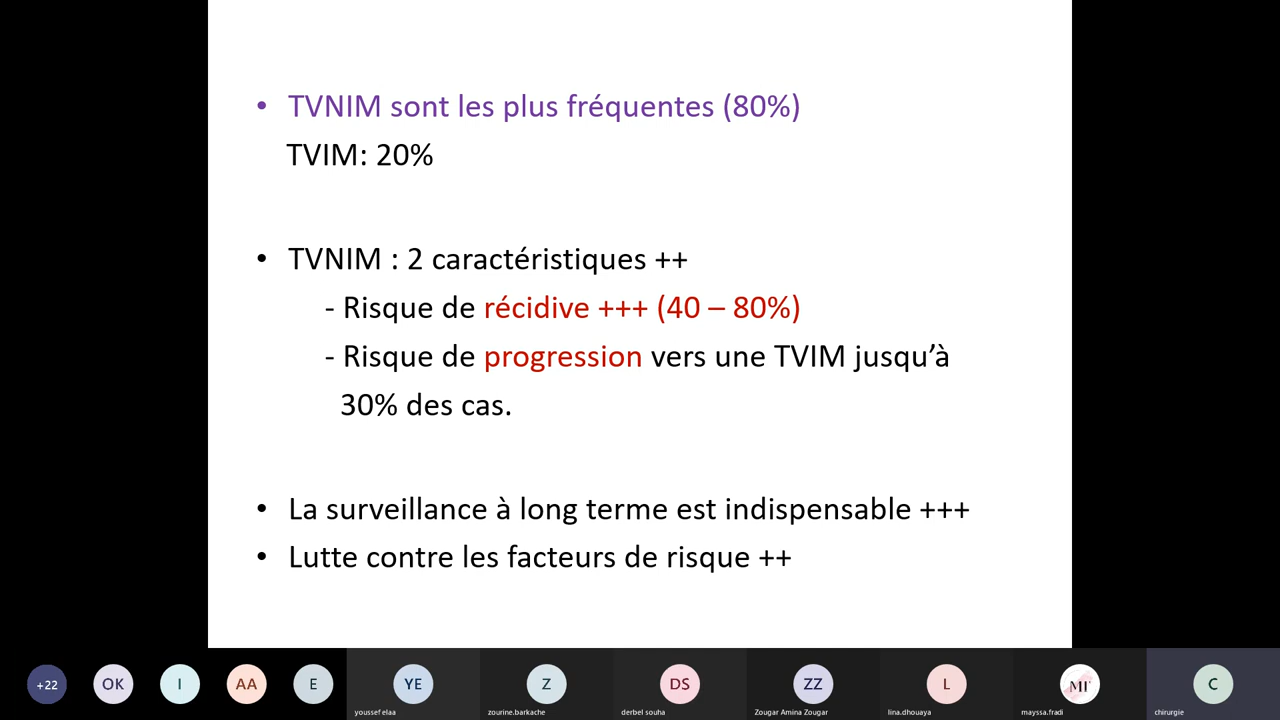 • TVNIM sont les plus fréquentes (80%)
TVIM: 20%
• TVNIM : 2 caractéristiques ++
- Risque de récidive +++ (40 – 80%)
- Risque de progression vers une TVIM jusqu’à
30% des cas.
• La surveillance à long terme est indispensable +++
• Lutte contre les facteurs de risque ++
+22 OK I AA E YE Z DS ZZ L MF C
youssef elaa zourine.barkache derbel souha Zougar Amina Zougar lina.dhouaya mayssa.fradi chirurgie